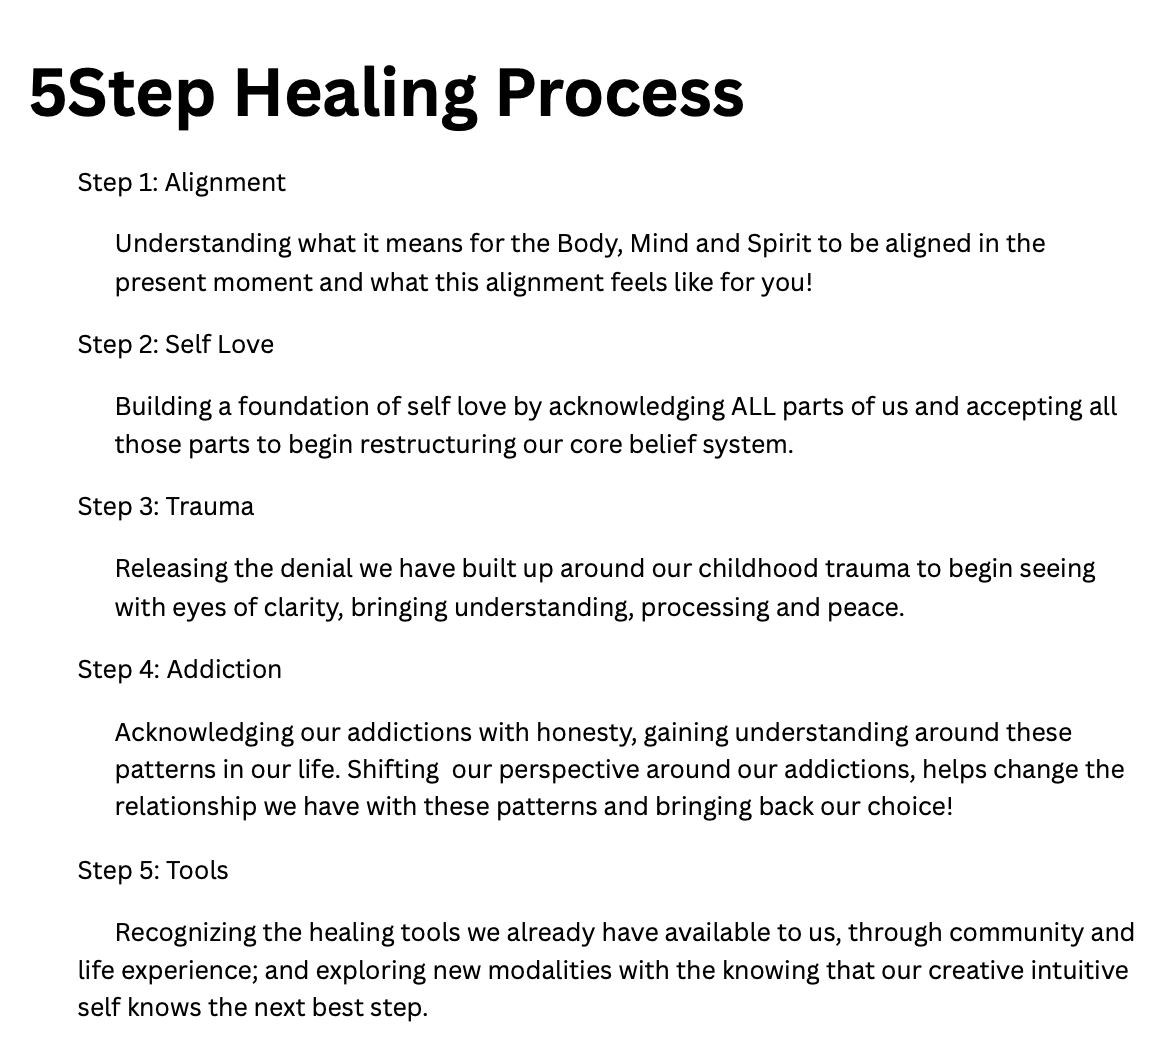 5Step Healing Process
Step 1: Alignment
Understanding what it means for the Body, Mind and Spirit to be aligned in the
present moment and what this alignment feels like for you!
Step 2: Self Love
Building a foundation of self love by acknowledging ALL parts of us and accepting all
those parts to begin restructuring our core belief system.
Step 3: Trauma
Releasing the denial we have built up around our childhood trauma to begin seeing
with eyes of clarity, bringing understanding, processing and peace.
Step 4: Addiction
Acknowledging our addictions with honesty, gaining understanding around these
patterns in our life. Shifting  our perspective around our addictions, helps change the
relationship we have with these patterns and bringing back our choice!
Step 5: Tools
Recognizing the healing tools we already have available to us, through community and
life experience; and exploring new modalities with the knowing that our creative intuitive
self knows the next best step.